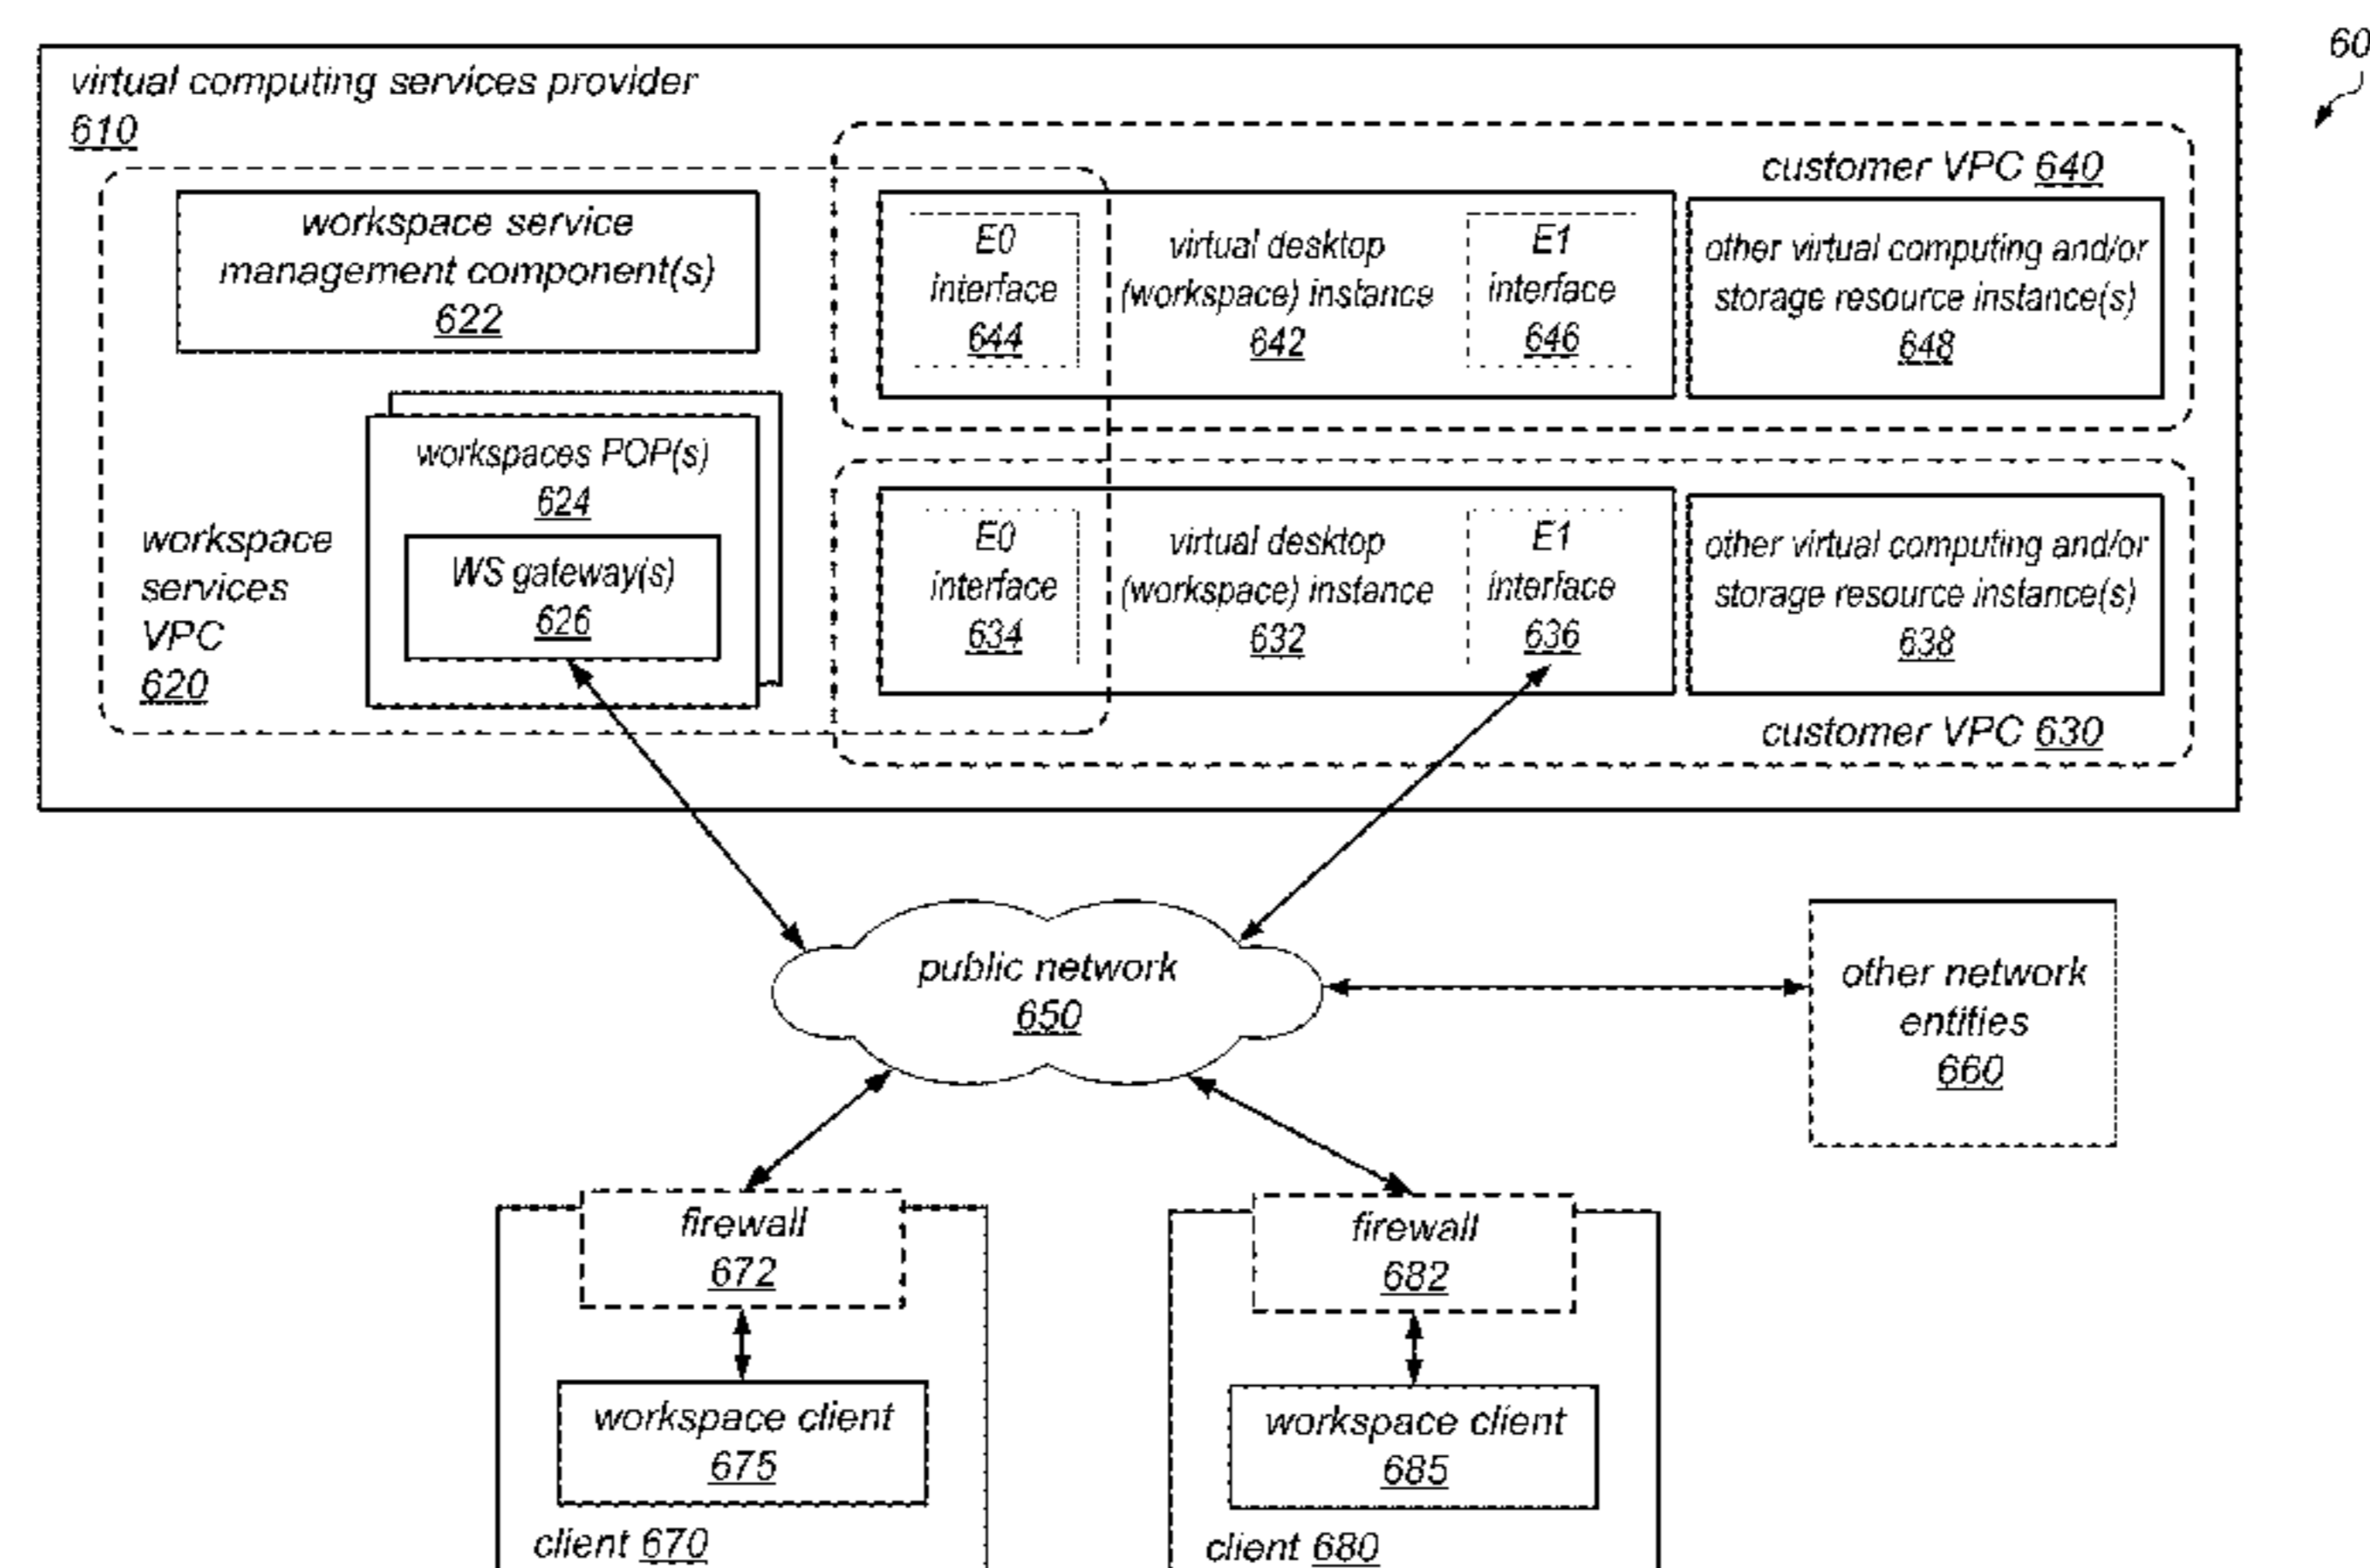 60
virtual computing services provider
610
customer VPC 640
workspace service
management component(s)
622
E0
interface
644
virtual desktop
(workspace) instance
642
E1
interface
646
other virtual computing and/or
storage resource instance(s)
648
workspaces POP(s)
624
WS gateway(s)
626
workspace
services
VPC
620
E0
interface
634
virtual desktop
(workspace) instance
632
E1
interface
636
other virtual computing and/or
storage resource instance(s)
638
customer VPC 630
public network
650
other network
entities
660
firewall
672
workspace client
675
client 670
firewall
682
workspace client
685
client 680